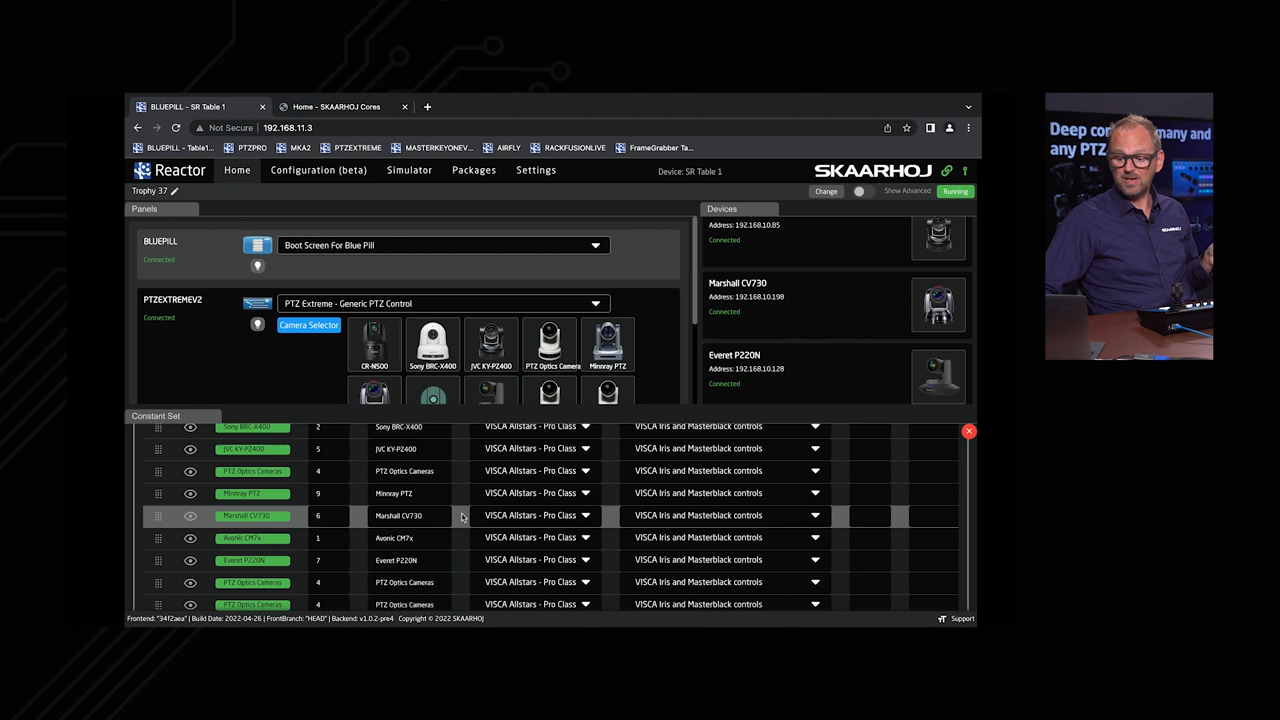 BLUEPILL - SR Table 1
Home - SKAARHOJ Cores
Not Secure 192.168.11.3
BLUEPILL - Table1... PTZPRO MKA2 PTZEXTREME MASTERKEYONEV... AIRFLY RACKFUSIONLIVE FrameGrabber Ta...
Reactor Home Configuration (beta) Simulator Packages Settings Device: SR Table 1 SKAARHOJ
Trophy 37 Change Show Advanced Running
Panels
BLUEPILL
Connected
Boot Screen For Blue Pill
PTZEXTREMEV2
Connected
PTZ Extreme - Generic PTZ Control
Camera Selector
CR-N500 Sony BRC-X400 JVC KY-PZ400 PTZ Optics Camera Minnray PTZ
Devices
Address: 192.168.10.85
Connected
Marshall CV730
Address: 192.168.10.198
Connected
Everet P220N
Address: 192.168.10.128
Connected
Constant Set
Sony BRC-X400 2 Sony BRC-X400 VISCA Allstars - Pro Class VISCA Iris and Masterblack controls
JVC KY-PZ400 5 JVC KY-PZ400 VISCA Allstars - Pro Class VISCA Iris and Masterblack controls
PTZ Optics Cameras 4 PTZ Optics Cameras VISCA Allstars - Pro Class VISCA Iris and Masterblack controls
Minnray PTZ 9 Minnray PTZ VISCA Allstars - Pro Class VISCA Iris and Masterblack controls
Marshall CV730 6 Marshall CV730 VISCA Allstars - Pro Class VISCA Iris and Masterblack controls
Avonic CM7x 1 Avonic CM7x VISCA Allstars - Pro Class VISCA Iris and Masterblack controls
Everet P220N 7 Everet P220N VISCA Allstars - Pro Class VISCA Iris and Masterblack controls
PTZ Optics Cameras 4 PTZ Optics Cameras VISCA Allstars - Pro Class VISCA Iris and Masterblack controls
PTZ Optics Cameras 4 PTZ Optics Cameras VISCA Allstars - Pro Class VISCA Iris and Masterblack controls
Frontend: "34f2aea" | Build Date: 2022-04-26 | FrontBranch: "HEAD" | Backend: v1.0.2-pre4 Copyright © 2022 SKAARHOJ
Support
Deep many and
any PTZ
SKAARHOJ